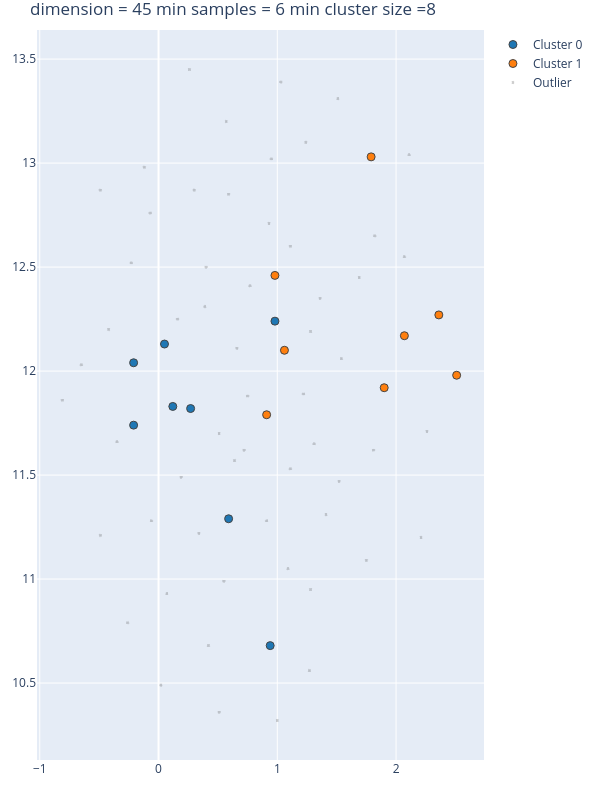 dimension = 45 min samples = 6 min cluster size =8
Cluster 0
Cluster 1
Outlier
13.5
13
12.5
12
11.5
11
10.5
−1
0
1
2